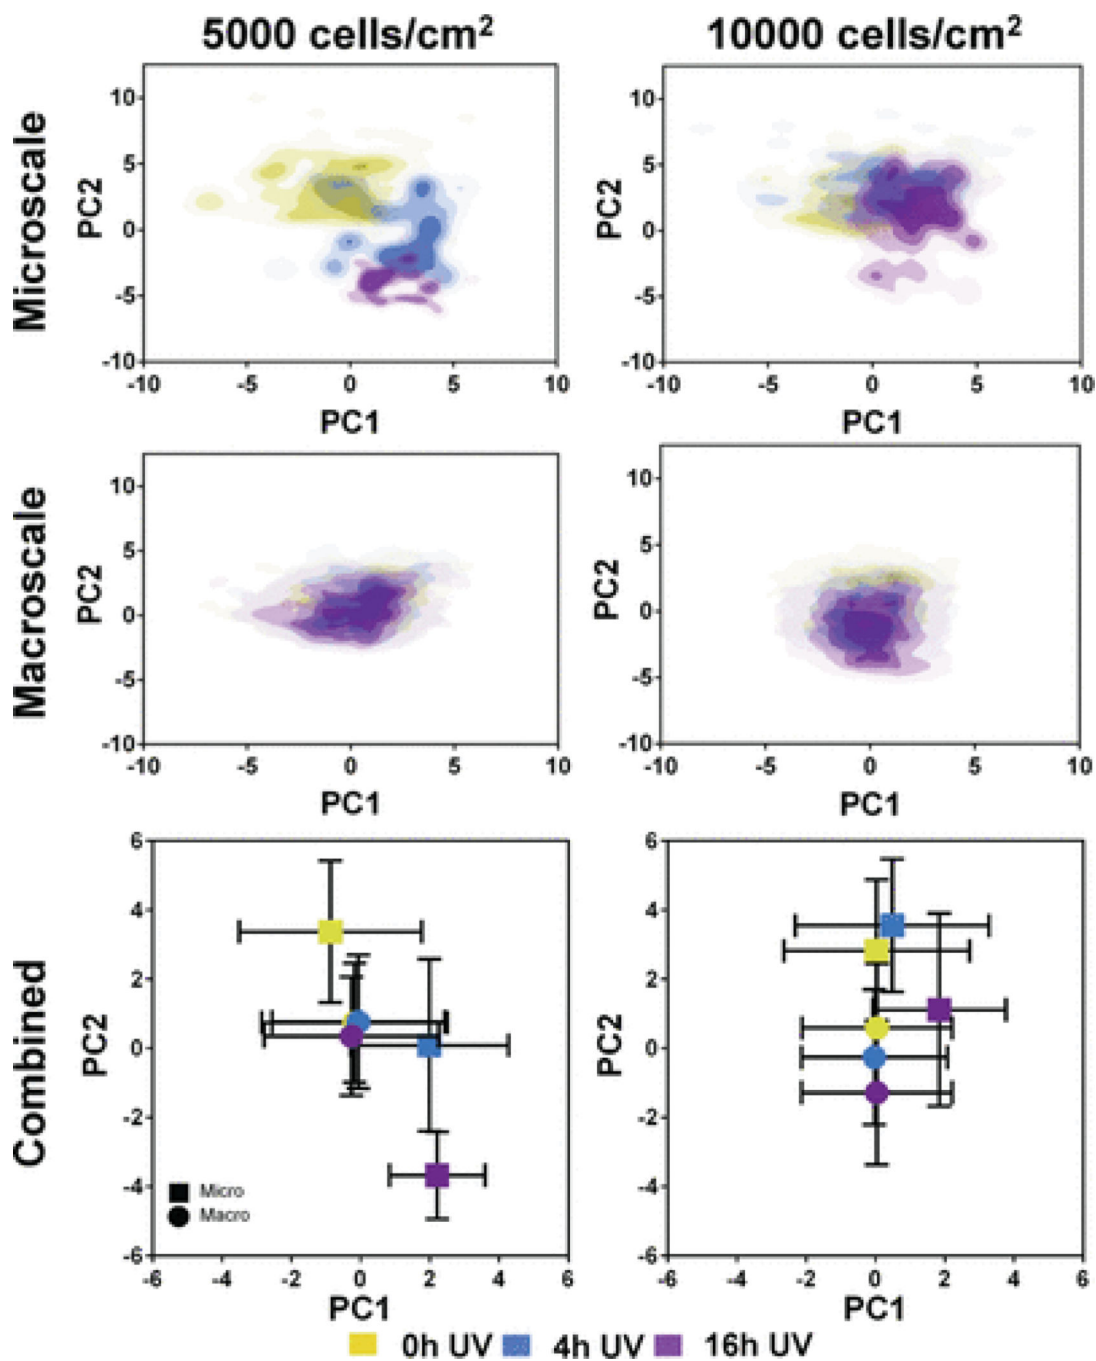 5000 cells/cm² 10000 cells/cm²
Microscale
10 10
5 5
PC2 PC2
0 0
-5 -5
-10 -10
-10 -5 0 5 10 -10 -5 0 5 10
PC1 PC1
Macroscale
10 10
5 5
PC2 PC2
0 0
-5 -5
-10 -10
-10 -5 0 5 10 -10 -5 0 5 10
PC1 PC1
Combined
6 6
4 4
2 2
PC2 PC2
0 0
-2 -2
-4 -4
Micro
Macro
-6 -6
-6 -4 -2 0 2 4 6 -6 -4 -2 0 2 4 6
PC1 PC1
0h UV 4h UV 16h UV